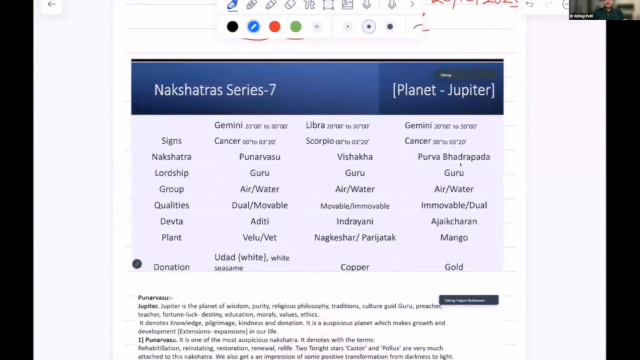 Nakshatras Series-7 [Planet - Jupiter]
Gemini 20°00' to 30°00' Libra 20°00' to 30°00' Gemini 20°00' to 30°00'
Signs Cancer 00°to 03°20' Scorpio 00°to 03°20' Cancer 00°to 03°20'
Nakshatra Punarvasu Vishakha Purva Bhadrapada
Lordship Guru Guru Guru
Group Air/Water Air/Water Air/Water
Qualities Dual/Movable Movable/Immovable Immovable/Dual
Devta Aditi Indrayani Ajaikcharan
Plant Velu/Vet Nagkeshar/ Parijatak Mango
Udad {white}, white
Donation seasame Copper Gold
Punarvasu:-
Jupiter. Jupiter is the planet of wisdom, purity, religious philosophy, traditions, culture guid Guru, preacher,
teacher, fortune-luck- destiny, education, morals, values, ethics.
It denotes Knowledge, pilgrimage, kindness and donation. It is a auspicious planet which makes growth and
development [Extensions- expansions] in our life.
1] Punarvasu. It is one of the most auspicious nakshatra. It denotes with the terms:
Rehabitillation, reinstating, restoration, renewal, relife. Two Toright stars 'Castor' and 'Pollux' are very much
attached to this nakshatra. We also get a an impression of some positive transformation from darkness to light.